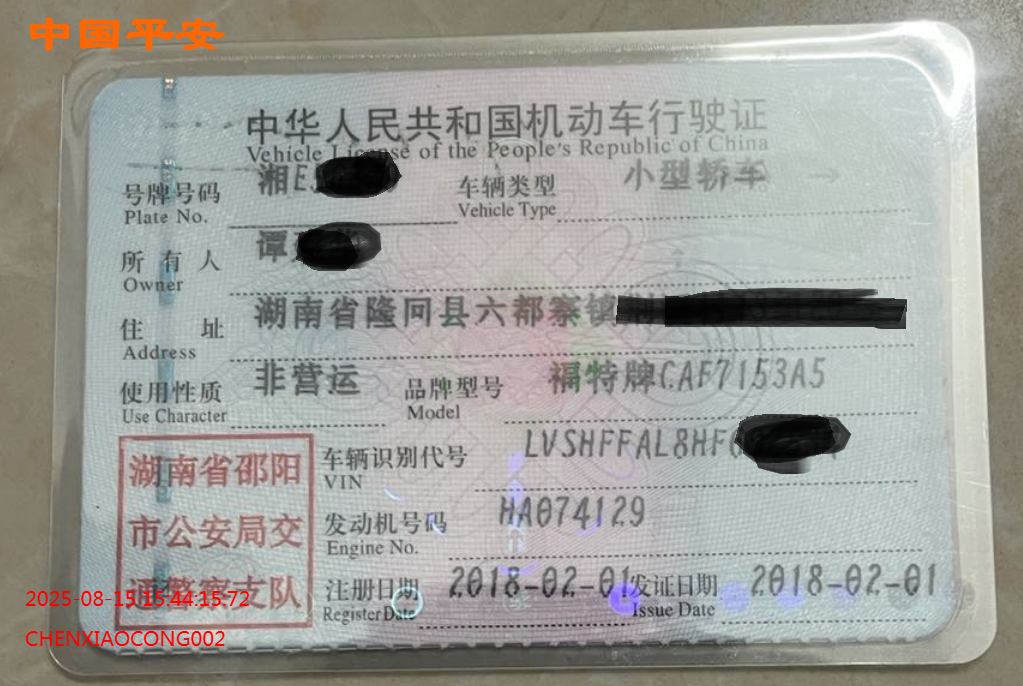 中国平安
中华人民共和国机动车行驶证
Vehicle License of the People's Republic of China
号牌号码 湘E 车辆类型 小型轿车
Plate No. Vehicle Type
所有人 谭
Owner
住址 湖南省隆回县六都寨镇
Address
使用性质 非营运 品牌型号 福特牌CAF7153A5
Use Character Model
车辆识别代号 LVSHFFAL8HF
VIN
发动机号码 HA074129
Engine No.
注册日期 2018-02-01 发证日期 2018-02-01
Register Date Issue Date
湖南省邵阳
市公安局交
通警察支队
2025-08-15 15:44:15:72
CHENXIAOCONG002